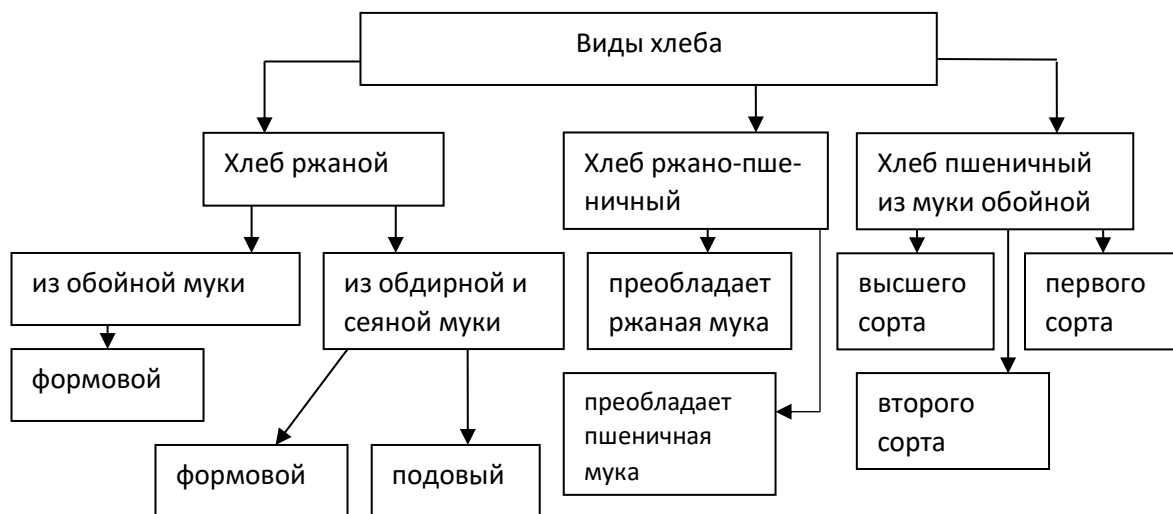 Виды хлеба
Хлеб ржаной
Хлеб ржано-пше-
ничный
Хлеб пшеничный
из муки обойной
из обойной муки
из обдирной и
сеяной муки
преобладает
ржаная мука
высшего
сорта
первого
сорта
формовой
преобладает
пшеничная
мука
второго
сорта
формовой
подовый